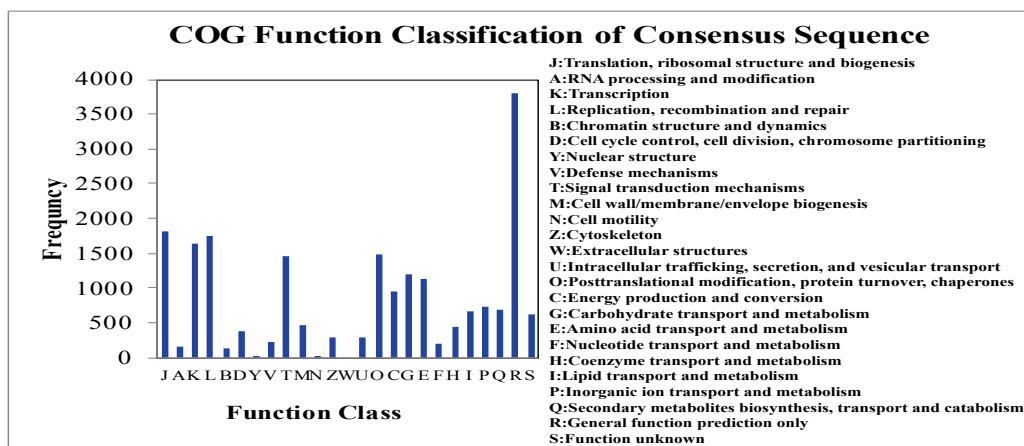 COG Function Classification of Consensus Sequence
4000
3500
3000
2500
2000
1500
1000
500
0
Frequncy
J A K L B D Y V T M N Z W U O C G E F H I P Q R S
Function Class
J:Translation, ribosomal structure and biogenesis
A:RNA processing and modification
K:Transcription
L:Replication, recombination and repair
B:Chromatin structure and dynamics
D:Cell cycle control, cell division, chromosome partitioning
Y:Nuclear structure
V:Defense mechanisms
T:Signal transduction mechanisms
M:Cell wall/membrane/envelope biogenesis
N:Cell motility
Z:Cytoskeleton
W:Extracellular structures
U:Intracellular trafficking, secretion, and vesicular transport
O:Posttranslational modification, protein turnover, chaperones
C:Energy production and conversion
G:Carbohydrate transport and metabolism
E:Amino acid transport and metabolism
F:Nucleotide transport and metabolism
H:Coenzyme transport and metabolism
I:Lipid transport and metabolism
P:Inorganic ion transport and metabolism
Q:Secondary metabolites biosynthesis, transport and catabolism
R:General function prediction only
S:Function unknown